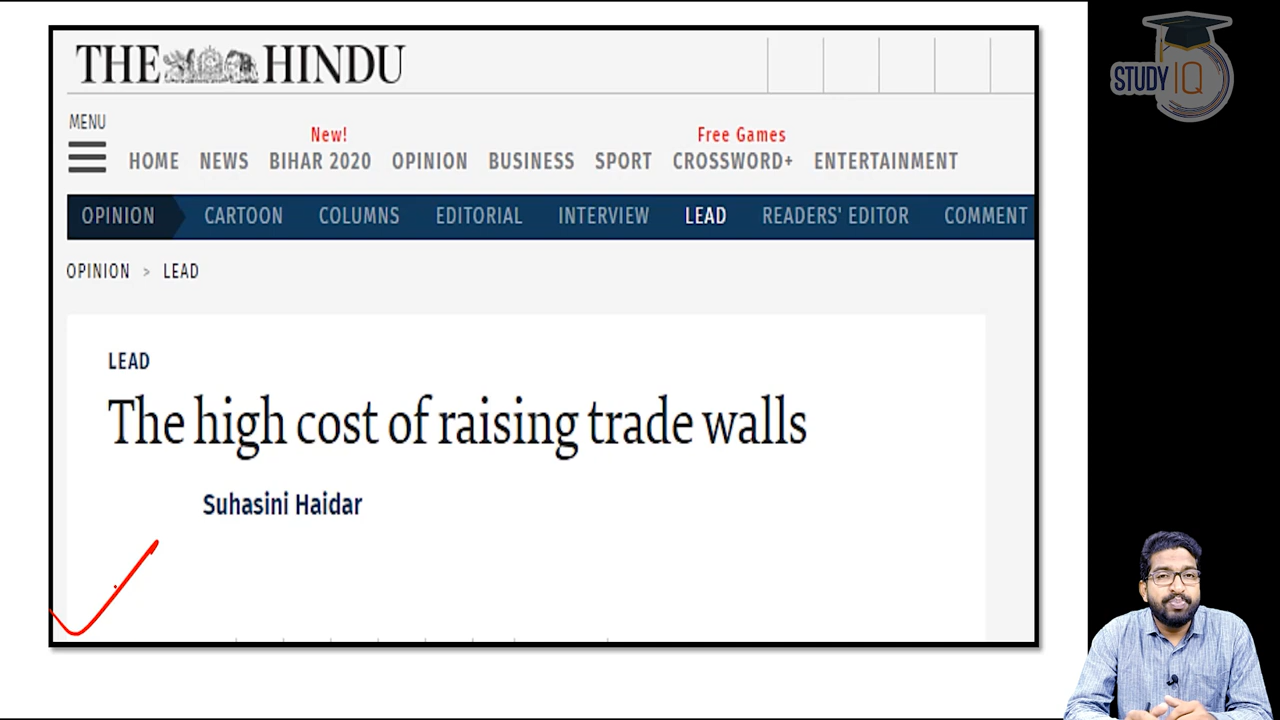 THE HINDU
STUDY IQ
MENU
New!
Free Games
HOME NEWS BIHAR 2020 OPINION BUSINESS SPORT CROSSWORD+ ENTERTAINMENT
OPINION CARTOON COLUMNS EDITORIAL INTERVIEW LEAD READERS' EDITOR COMMENT
OPINION > LEAD
LEAD
The high cost of raising trade walls
Suhasini Haidar